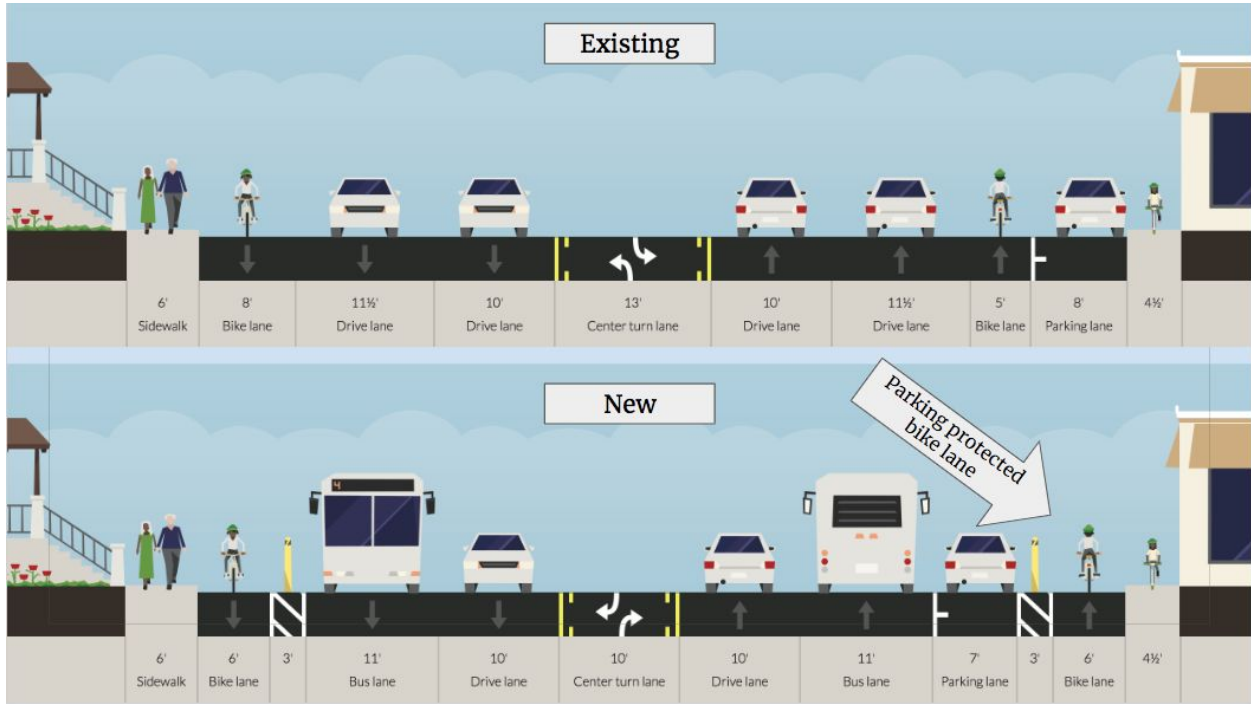 Existing
6' 8' 11½' 10' 13' 10' 11½' 5' 8' 4½'
Sidewalk Bike lane Drive lane Drive lane Center turn lane Drive lane Drive lane Bike lane Parking lane
New
Parking protected
bike lane
4
6' 6' 3' 11' 10' 10' 10' 11' 7' 3' 6' 4½'
Sidewalk Bike lane Bus lane Drive lane Center turn lane Drive lane Bus lane Parking lane Bike lane